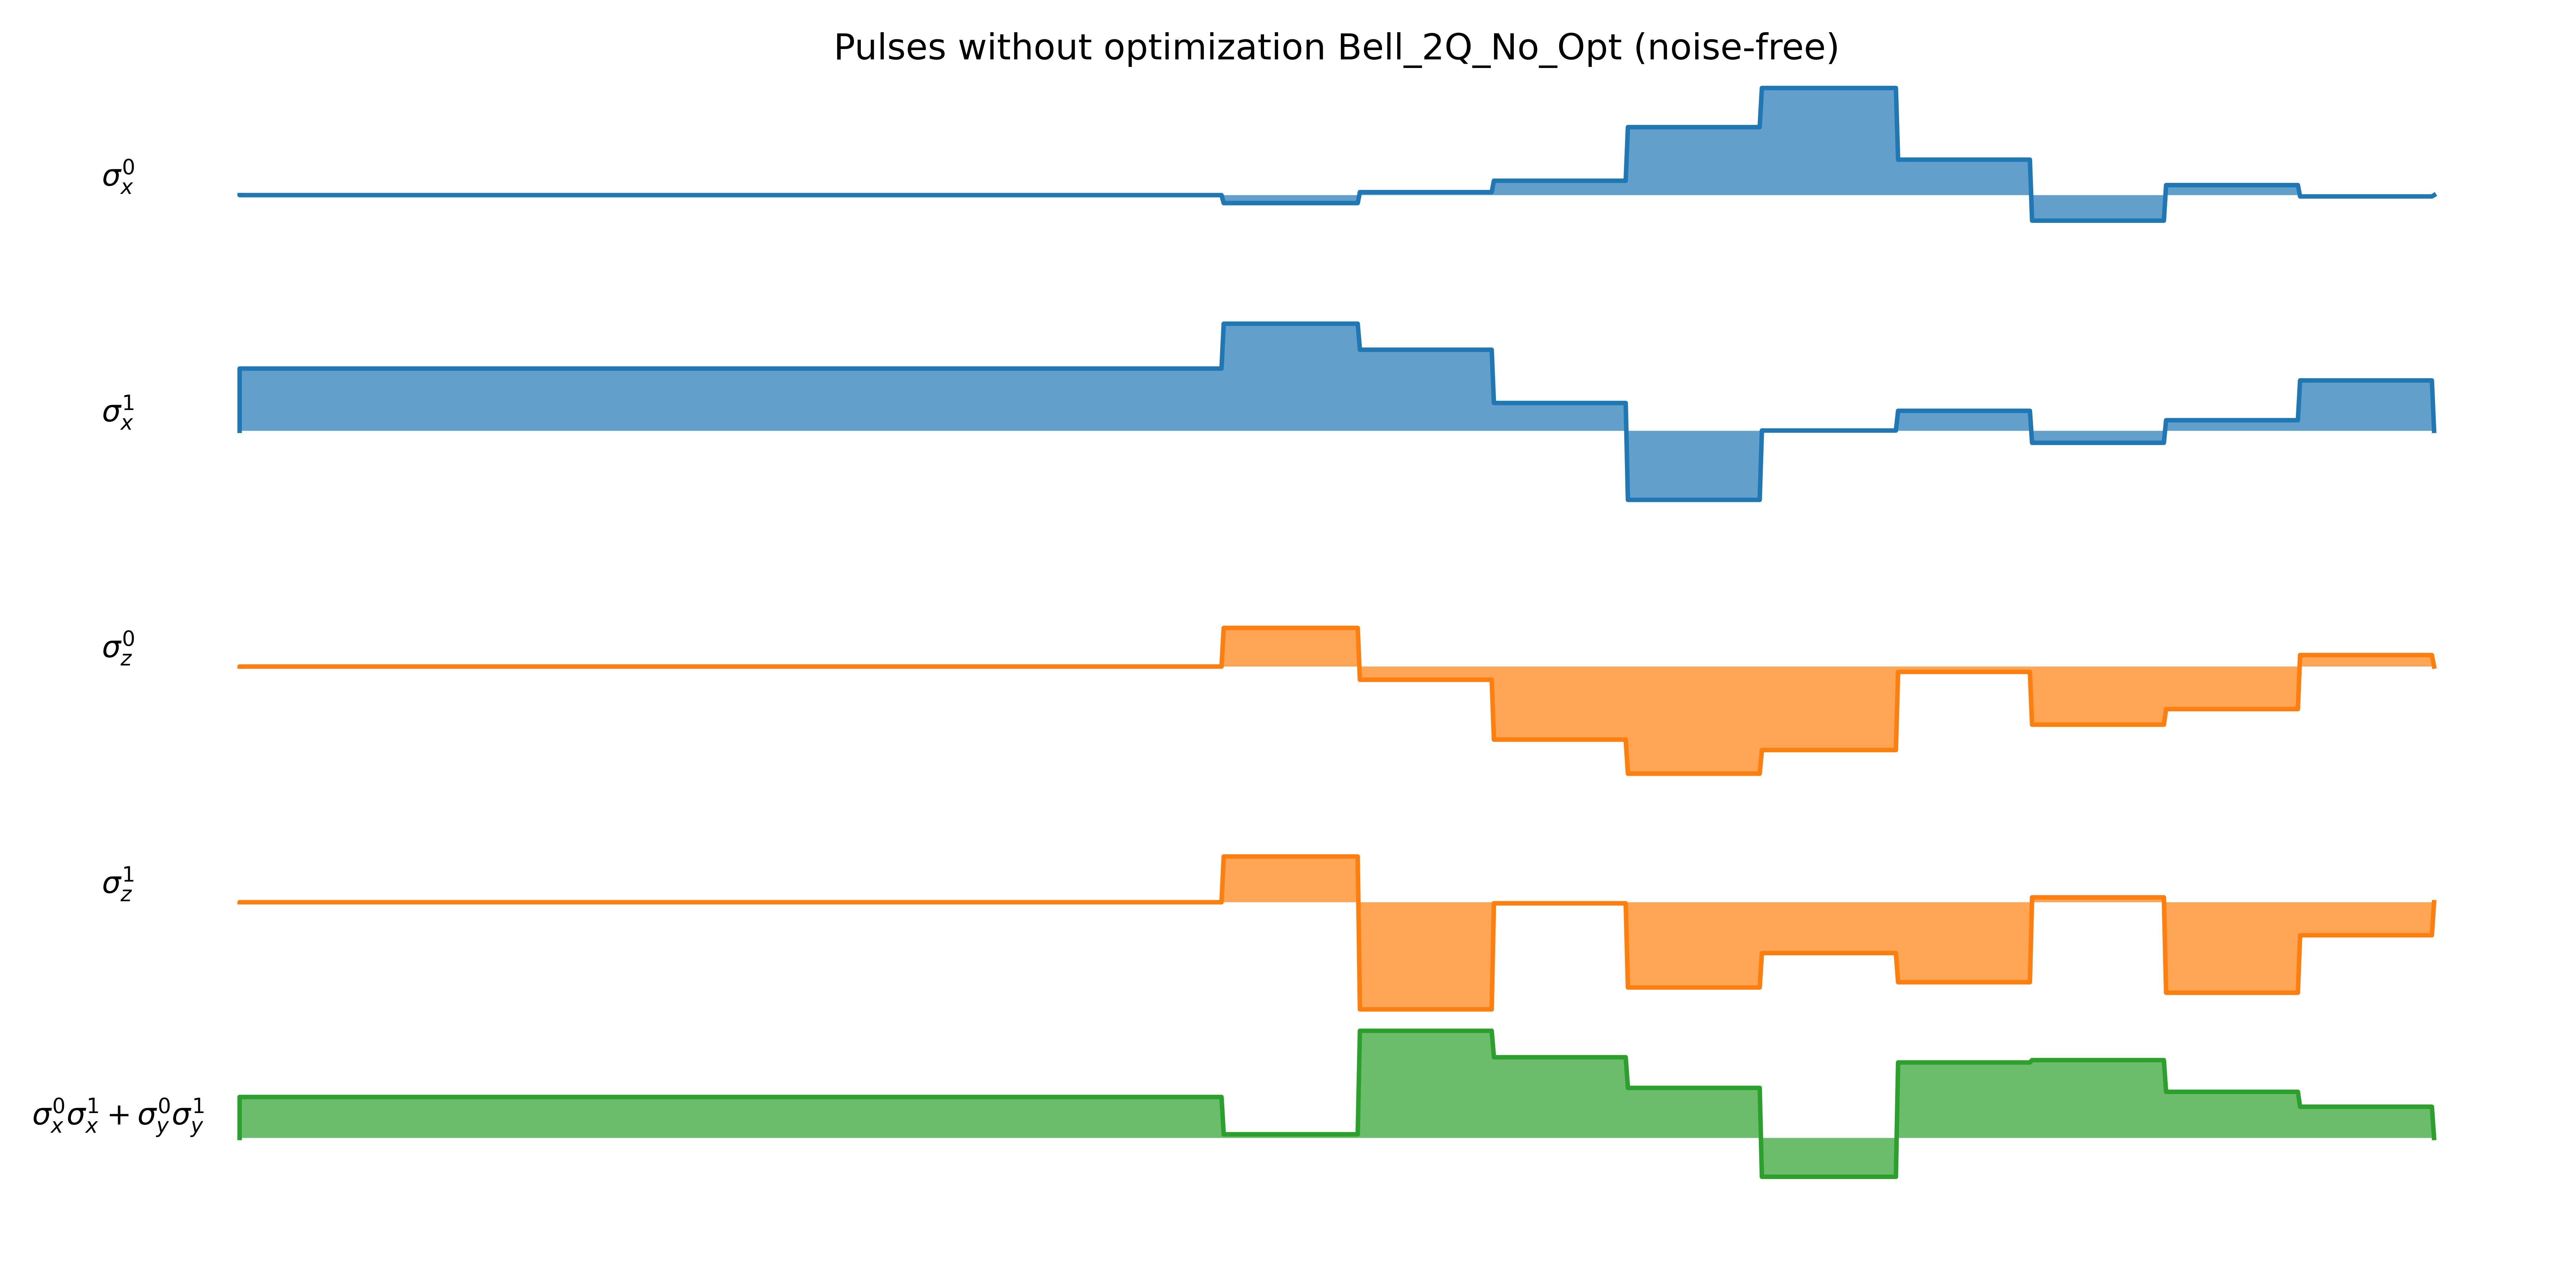 Pulses without optimization Bell_2Q_No_Opt (noise-free)
σ_x^0
σ_x^1
σ_z^0
σ_z^1
σ_x^0σ_x^1 + σ_y^0σ_y^1